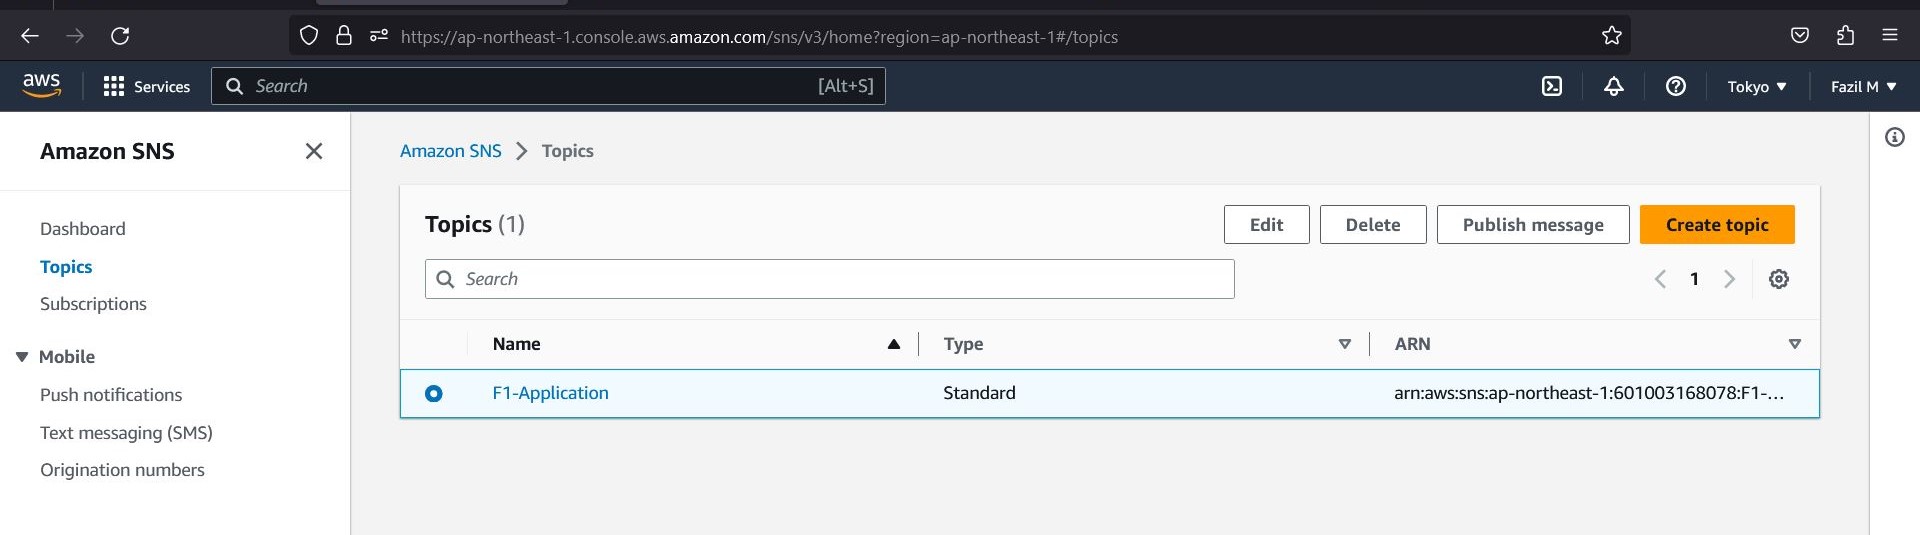 https://ap-northeast-1.console.aws.amazon.com/sns/v3/home?region=ap-northeast-1#/topics
aws Services Search [Alt+S] Tokyo Fazil M
Amazon SNS
Amazon SNS > Topics
Dashboard
Topics
Subscriptions
Mobile
Push notifications
Text messaging (SMS)
Origination numbers
Topics (1) Edit Delete Publish message Create topic
Search 1
Name Type ARN
F1-Application Standard arn:aws:sns:ap-northeast-1:601003168078:F1-...